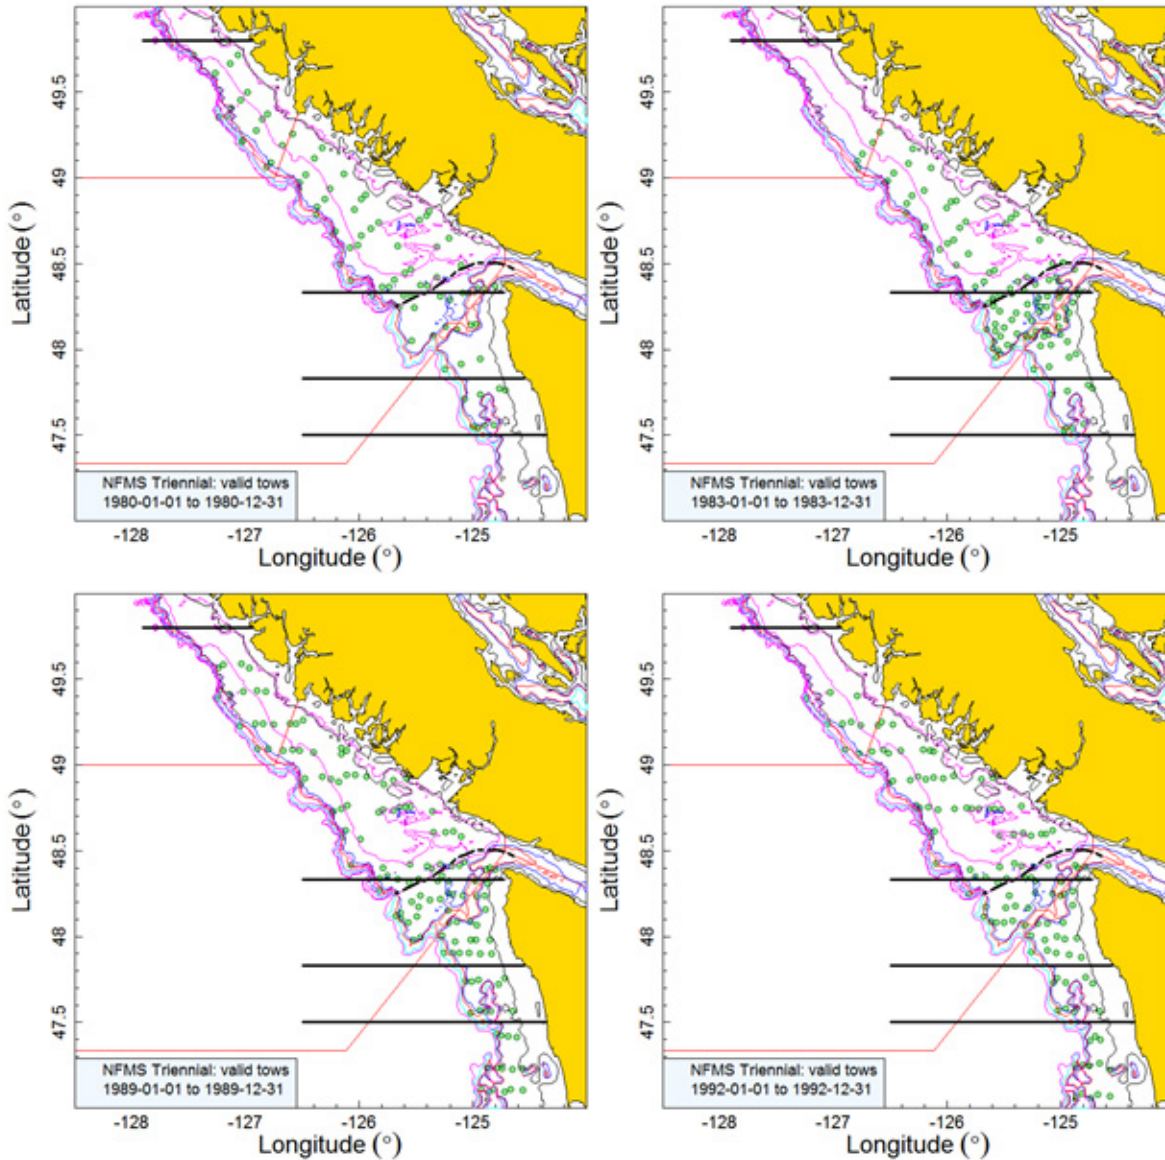 49.5
49
48.5
48
47.5
Latitude (°)
NFMS Triennial: valid tows
1980-01-01 to 1980-12-31
-128
-127
-126
-125
Longitude (°)
49.5
49
48.5
48
47.5
Latitude (°)
NFMS Triennial: valid tows
1983-01-01 to 1983-12-31
-128
-127
-126
-125
Longitude (°)
49.5
49
48.5
48
47.5
Latitude (°)
NFMS Triennial: valid tows
1989-01-01 to 1989-12-31
-128
-127
-126
-125
Longitude (°)
49.5
49
48.5
48
47.5
Latitude (°)
NFMS Triennial: valid tows
1992-01-01 to 1992-12-31
-128
-127
-126
-125
Longitude (°)